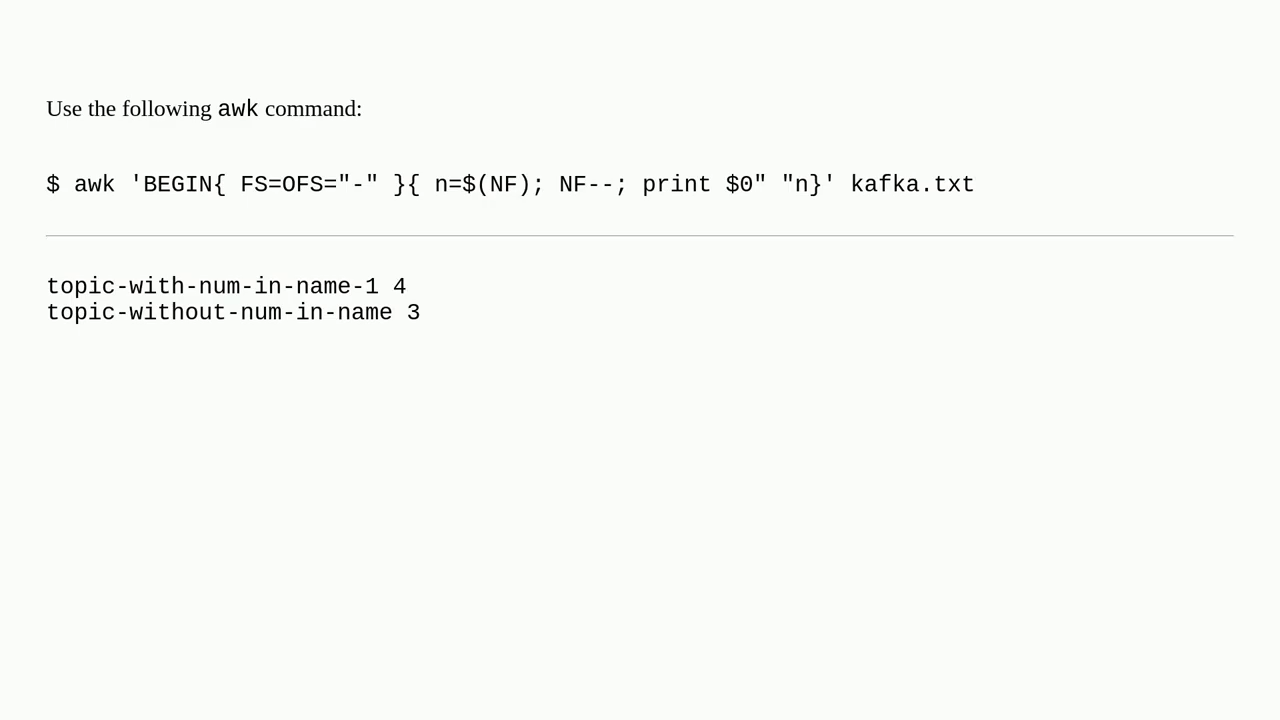 Use the following awk command:
$ awk 'BEGIN{ FS=OFS="-" }{ n=$(NF); NF--; print $0" "n}' kafka.txt
topic-with-num-in-name-1 4
topic-without-num-in-name 3